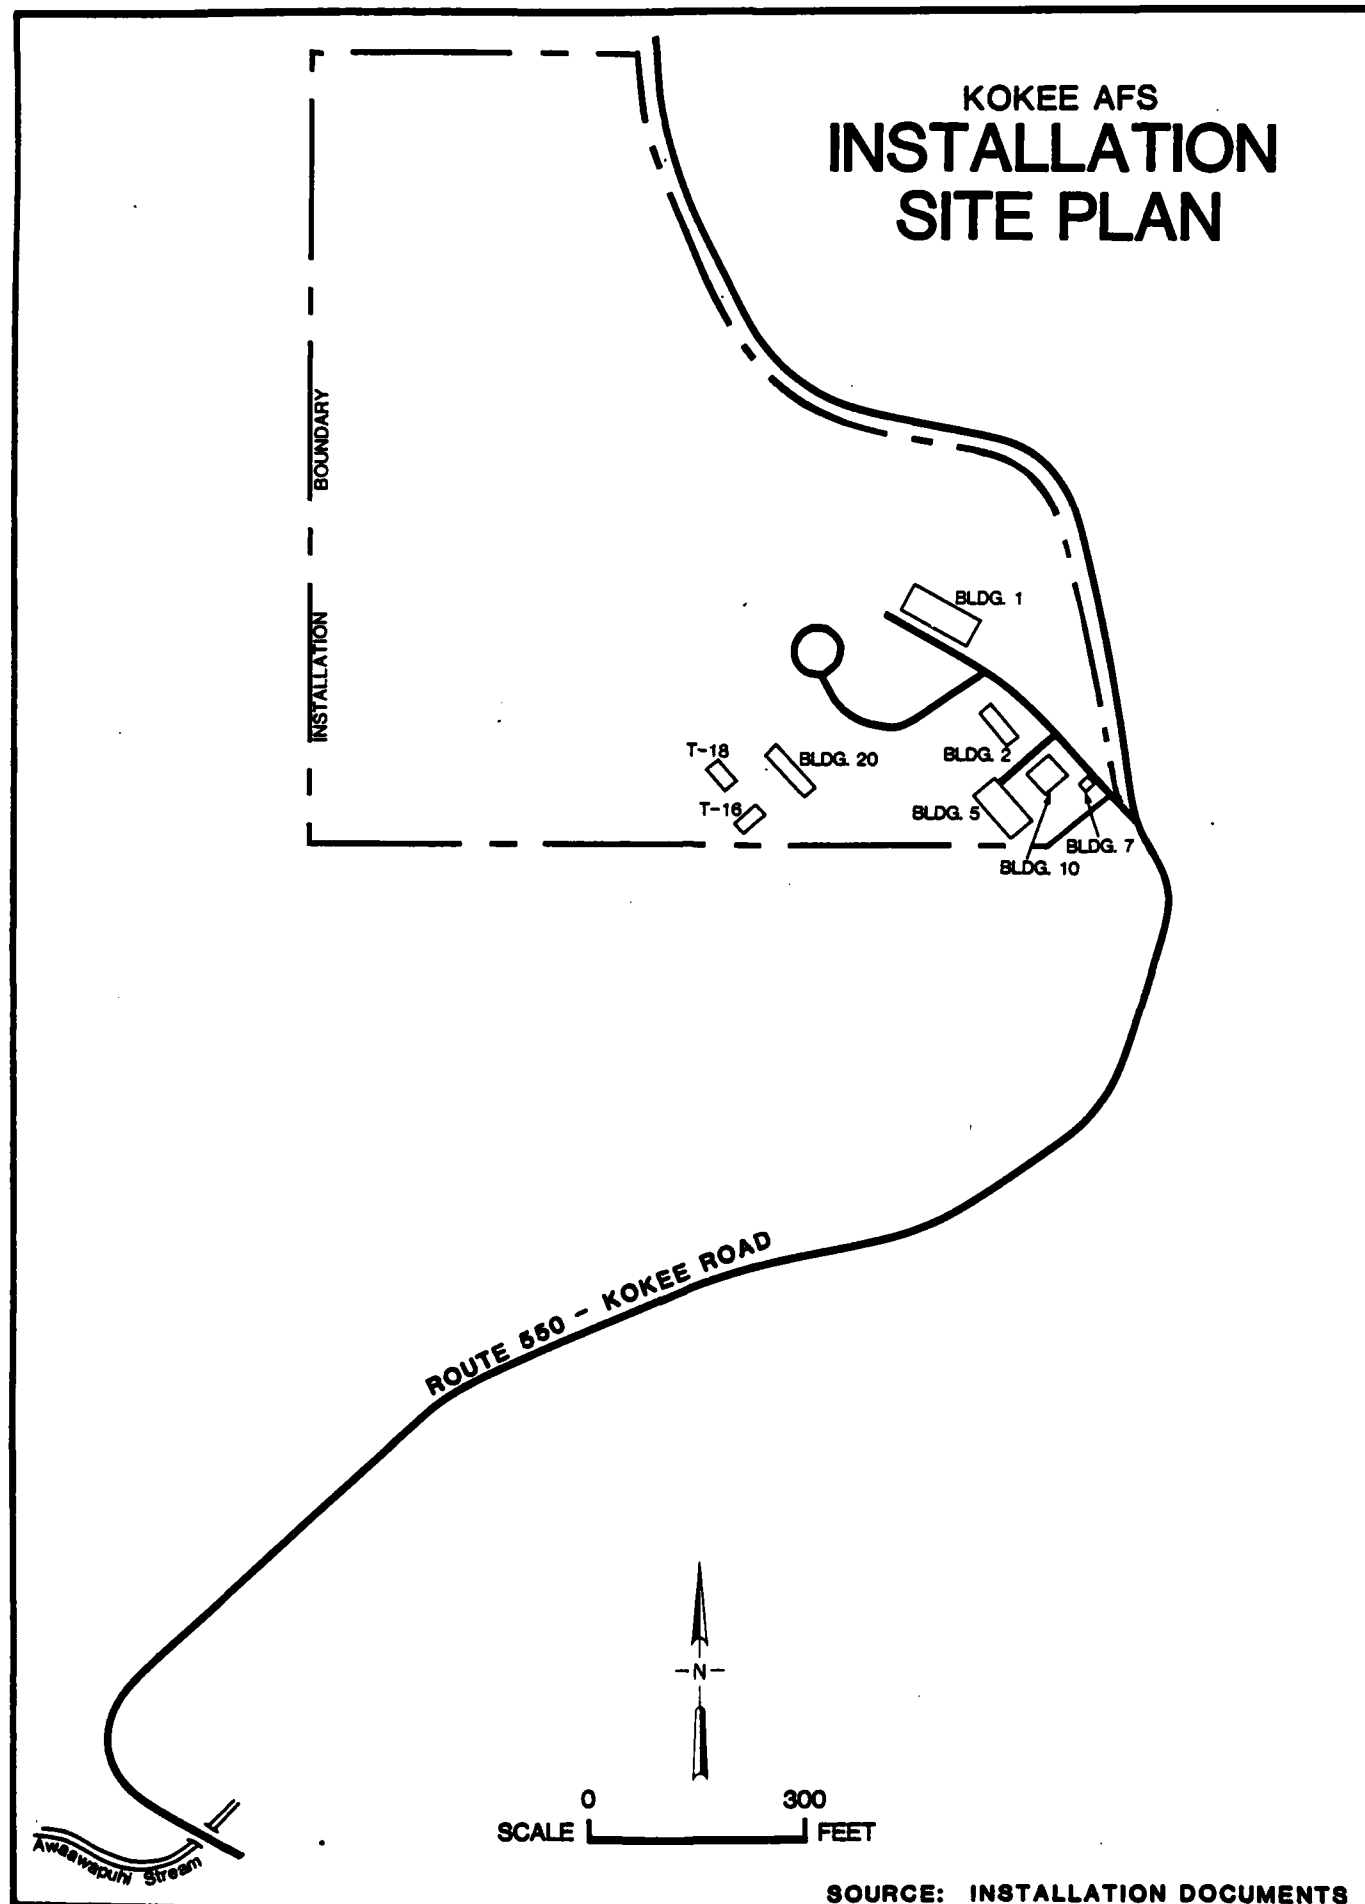 KOKEE AFS
INSTALLATION
SITE PLAN
BOUNDARY
INSTALLATION
BLDG. 1
BLDG. 2
T-18
BLDG. 20
T-16
BLDG. 5
BLDG. 7
BLDG. 10
ROUTE 550 - KOKEE ROAD
-N-
0 300
SCALE FEET
Awaawapuhi Stream
SOURCE: INSTALLATION DOCUMENTS